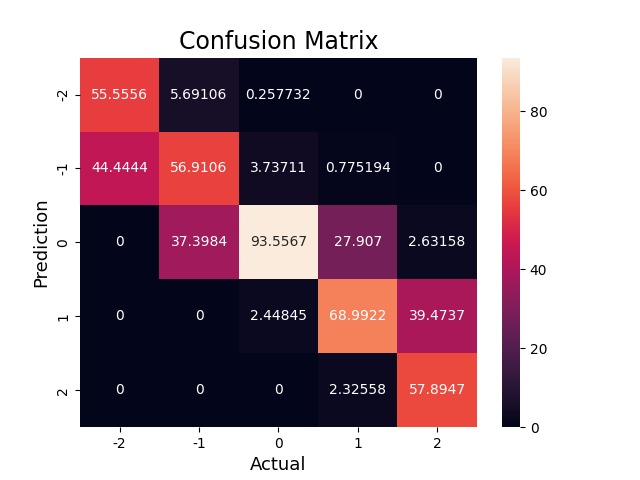 Confusion Matrix
-2 55.5556 5.69106 0.257732 0 0
-1 44.4444 56.9106 3.73711 0.775194 0
0 0 37.3984 93.5567 27.907 2.63158
1 0 0 2.44845 68.9922 39.4737
2 0 0 0 2.32558 57.8947
-2 -1 0 1 2
Actual
Prediction
80
60
40
20
0